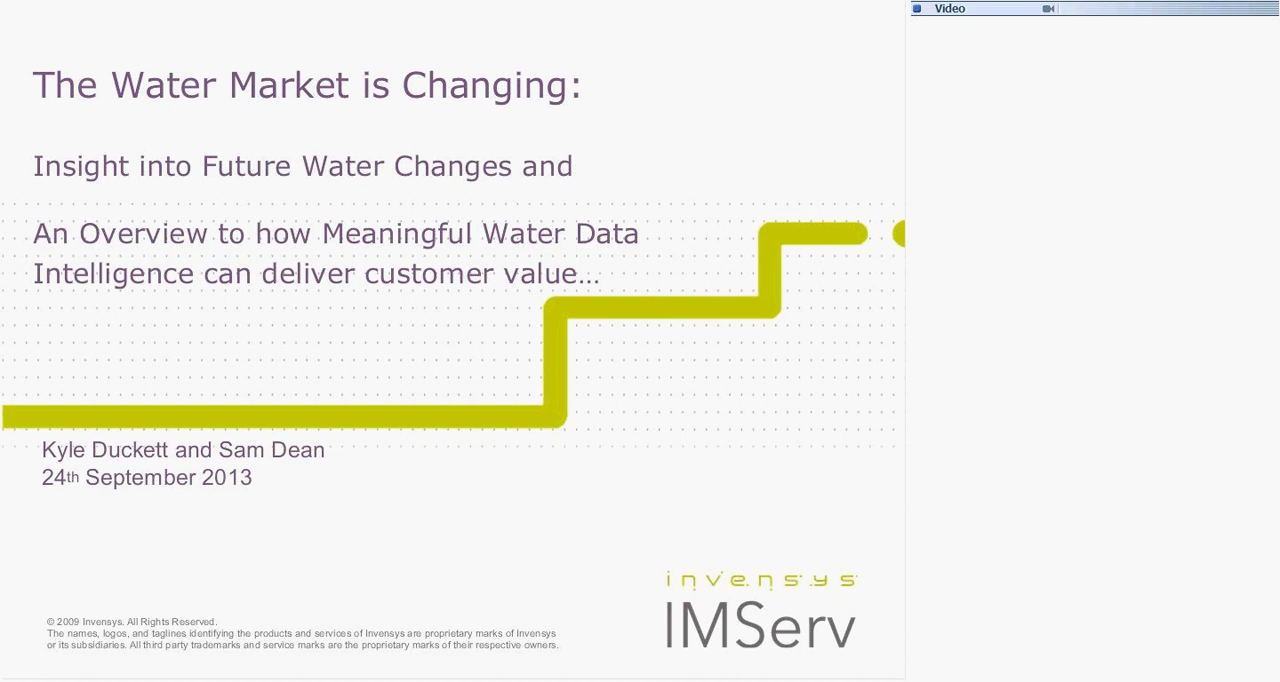 The Water Market is Changing:
Insight into Future Water Changes and
An Overview to how Meaningful Water Data
Intelligence can deliver customer value…
Kyle Duckett and Sam Dean
24th September 2013
invensys
IMServ
© 2009 Invensys. All Rights Reserved.
The names, logos, and taglines identifying the products and services of Invensys are proprietary marks of Invensys
or its subsidiaries. All third party trademarks and service marks are the proprietary marks of their respective owners.
Video